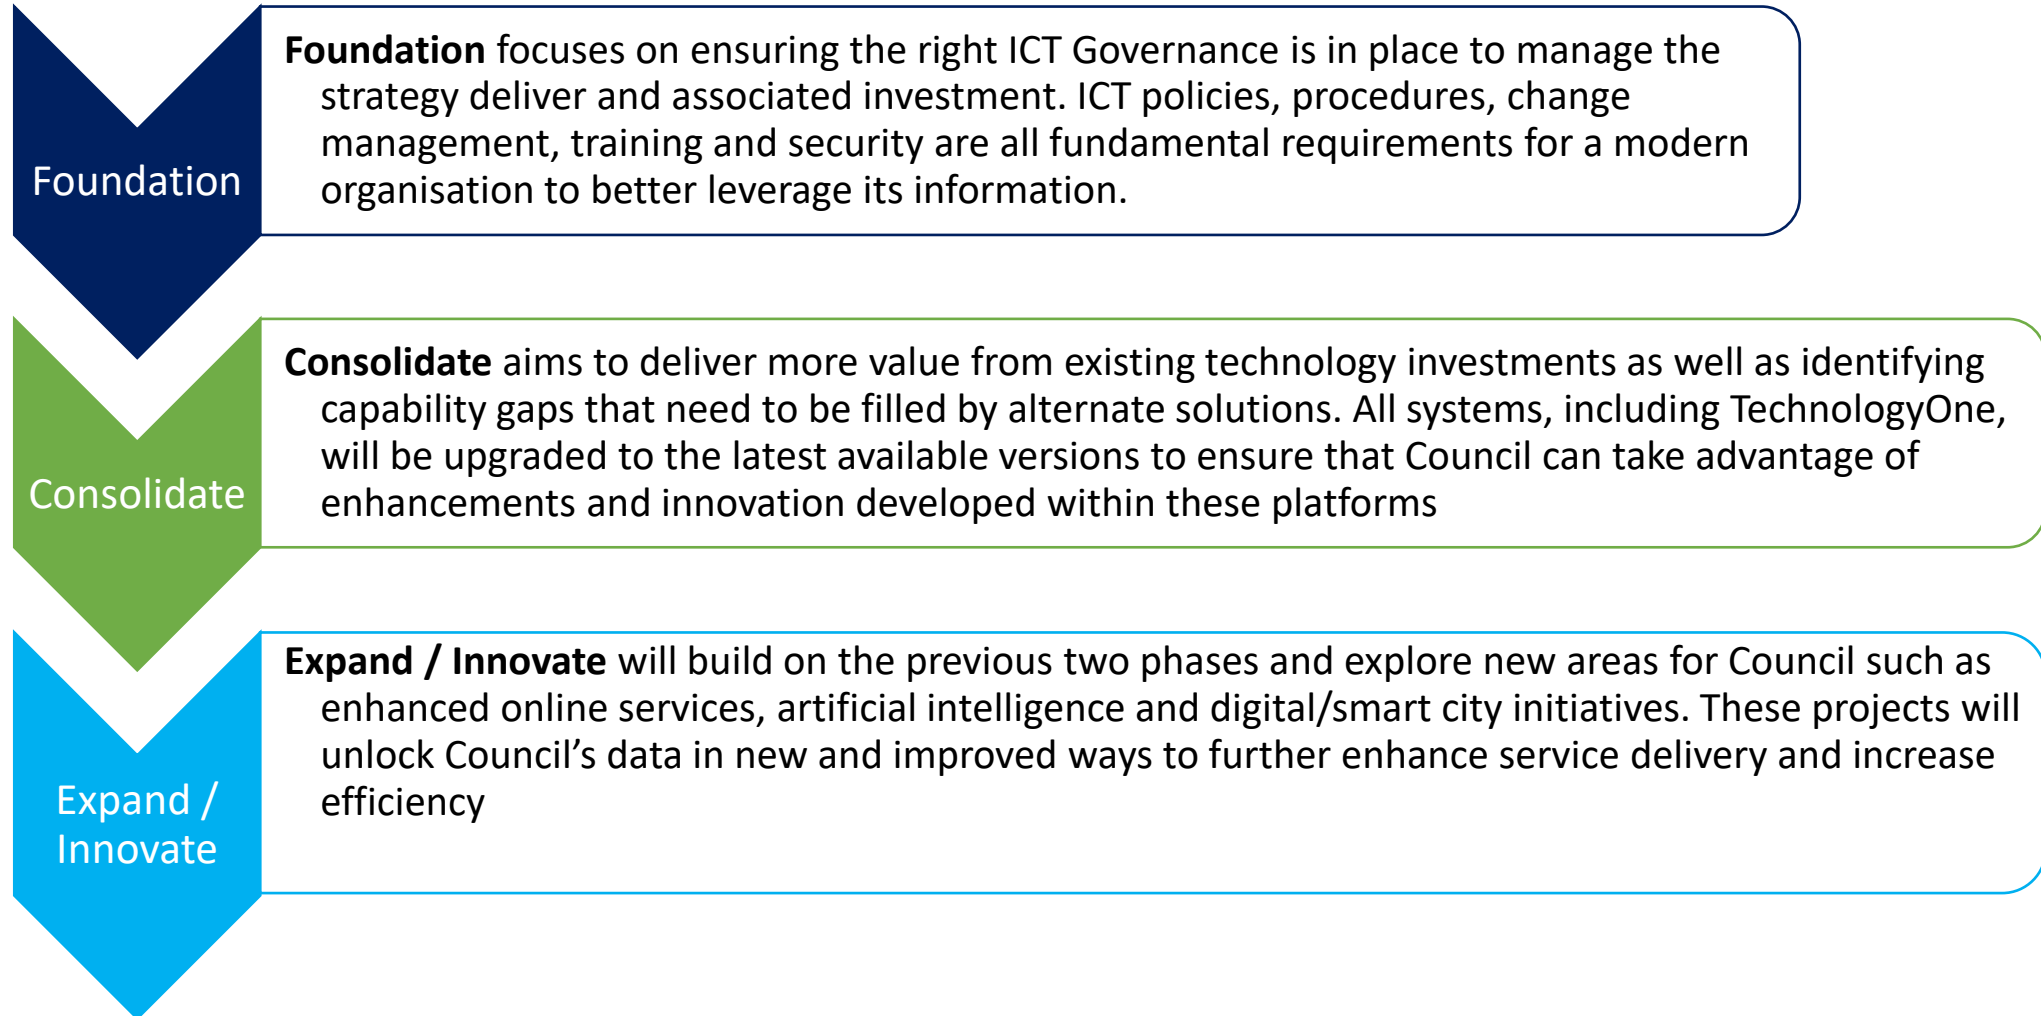 Foundation
Foundation focuses on ensuring the right ICT Governance is in place to manage the
strategy deliver and associated investment. ICT policies, procedures, change
management, training and security are all fundamental requirements for a modern
organisation to better leverage its information.
Consolidate
Consolidate aims to deliver more value from existing technology investments as well as identifying
capability gaps that need to be filled by alternate solutions. All systems, including TechnologyOne,
will be upgraded to the latest available versions to ensure that Council can take advantage of
enhancements and innovation developed within these platforms
Expand /
Innovate
Expand / Innovate will build on the previous two phases and explore new areas for Council such as
enhanced online services, artificial intelligence and digital/smart city initiatives. These projects will
unlock Council’s data in new and improved ways to further enhance service delivery and increase
efficiency